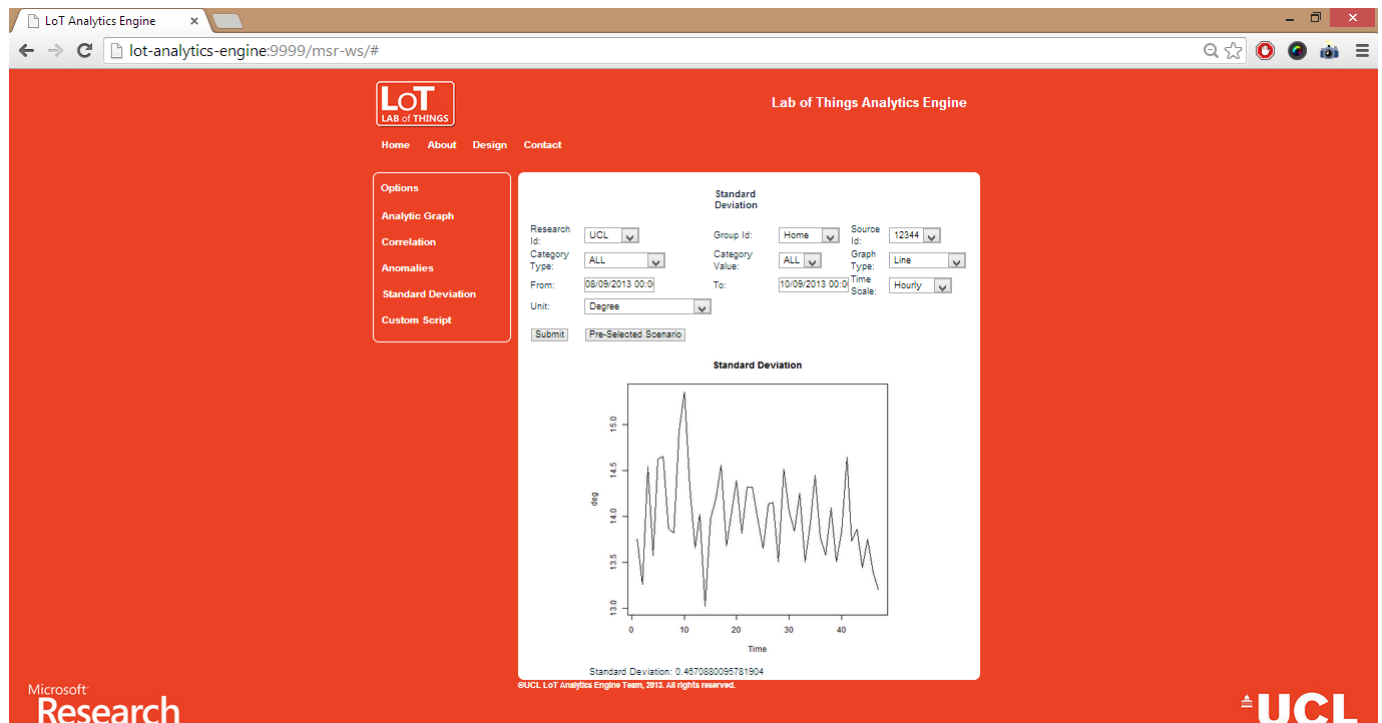 LoT Analytics Engine
lot-analytics-engine:9999/msr-ws/#
LoT
LAB of THINGS
Lab of Things Analytics Engine
Home About Design Contact
Options
Analytic Graph
Correlation
Anomalies
Standard Deviation
Custom Script
Standard
Deviation
Research
Id:
UCL
Group Id:
Home
Source
Id:
12344
Category
Type:
ALL
Category
Value:
ALL
Graph
Type:
Line
From:
08/09/2013 00:0
To:
10/09/2013 00:0
Time
Scale:
Hourly
Unit:
Degree
Submit
Pre-Selected Scenario
Standard Deviation
deg
15.0
14.5
14.0
13.5
13.0
0 10 20 30 40
Time
Standard Deviation: 0.4670880095781904
©UCL LoT Analytics Engine Team, 2013. All rights reserved.
Microsoft
Research
UCL